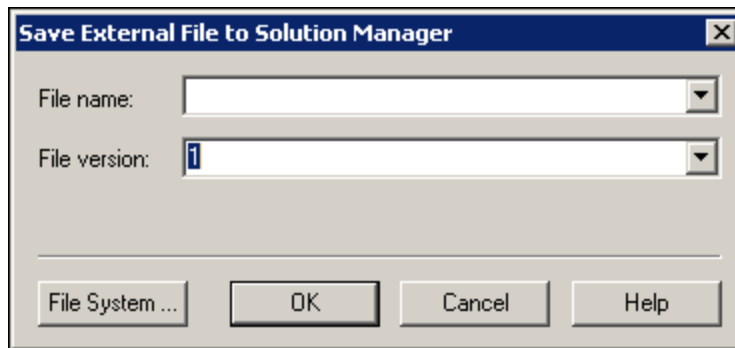 Save External File to Solution Manager
File name:
File version: 1
File System ... OK Cancel Help